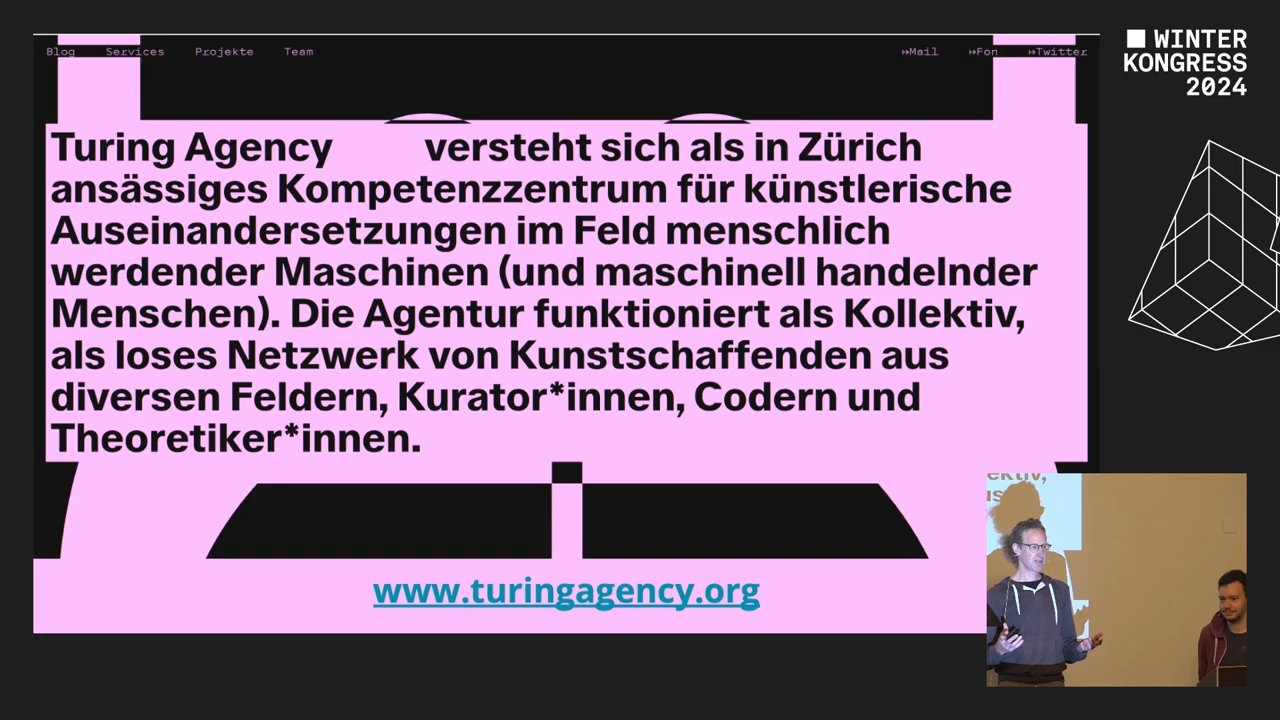 Blog Services Projekte Team
↦Mail ↦Fon ↦Twitter
WINTER
KONGRESS
2024
Turing Agency versteht sich als in Zürich
ansässiges Kompetenzzentrum für künstlerische
Auseinandersetzungen im Feld menschlich
werdender Maschinen (und maschinell handelnder
Menschen). Die Agentur funktioniert als Kollektiv,
als loses Netzwerk von Kunstschaffenden aus
diversen Feldern, Kurator*innen, Codern und
Theoretiker*innen.
www.turingagency.org